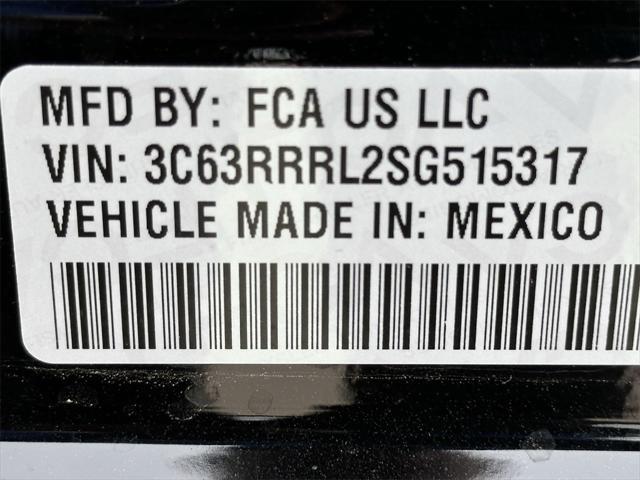 MFD BY: FCA US LLC
VIN: 3C63RRRL2SG515317
VEHICLE MADE IN: MEXICO